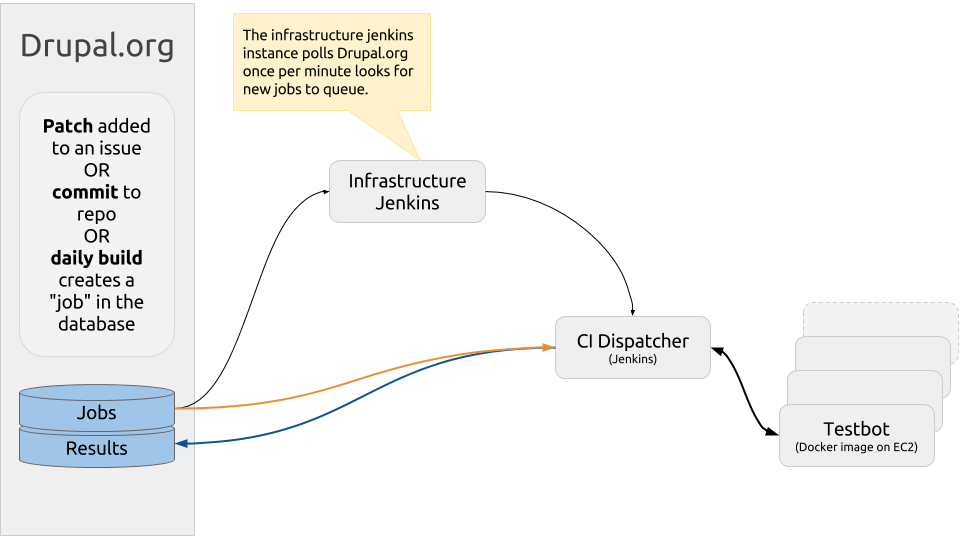 Drupal.org
Patch added
to an issue
OR
commit to
repo
OR
daily build
creates a
"job" in the
database
Jobs
Results
The infrastructure jenkins
instance polls Drupal.org
once per minute looks for
new jobs to queue.
Infrastructure
Jenkins
CI Dispatcher
(Jenkins)
Testbot
(Docker image on EC2)